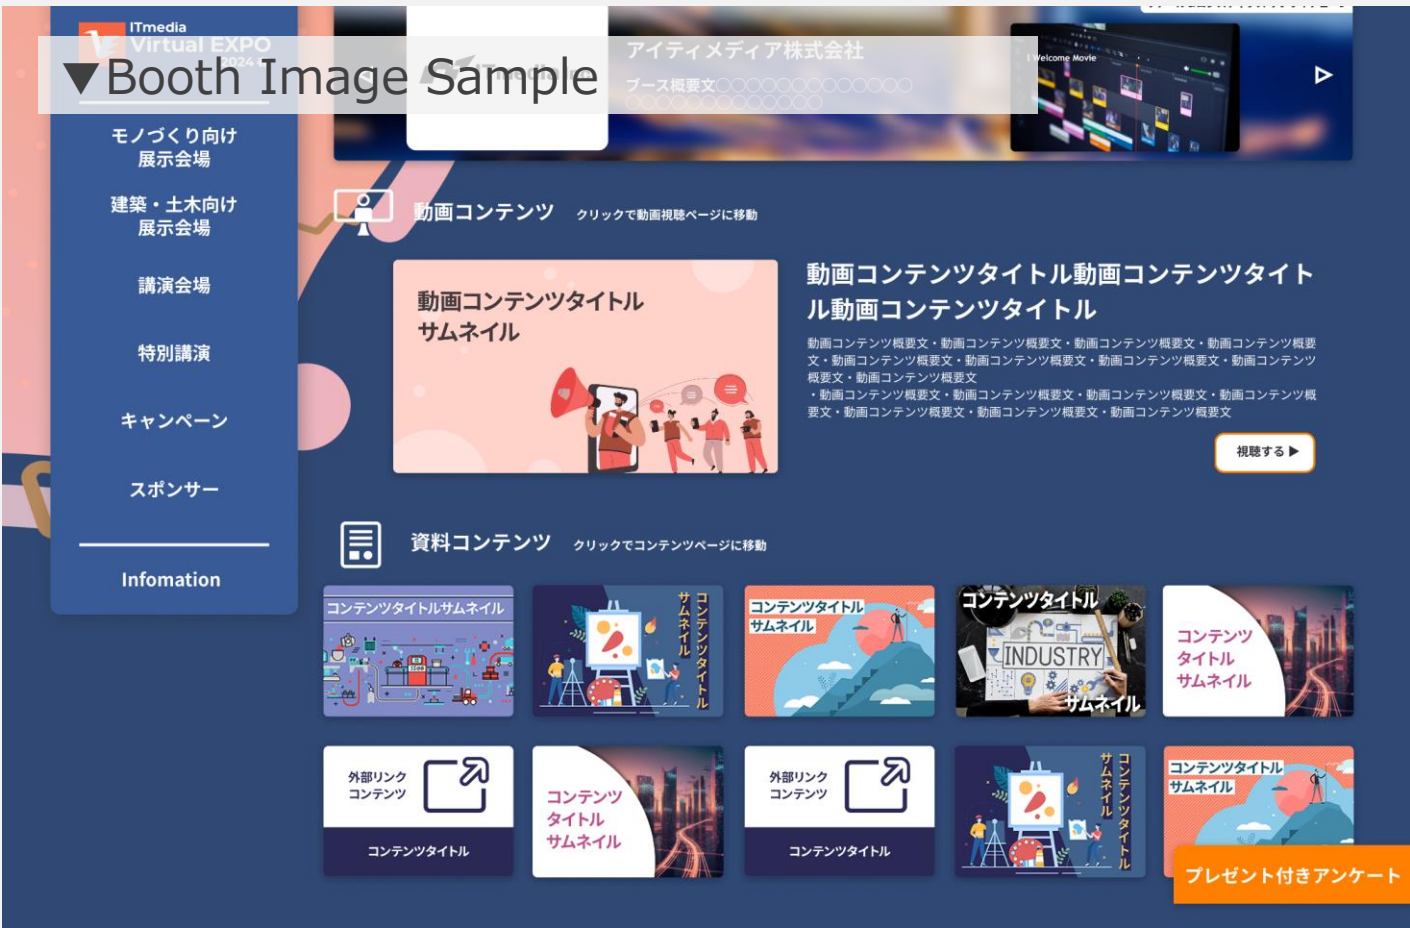 ▼Booth Image Sample
ITmedia
Virtual EXPO
2024
モノづくり向け
展示会場
建築・土木向け
展示会場
講演会場
特別講演
キャンペーン
スポンサー
Infomation
アイティメディア株式会社
ブース概要文〇〇〇〇〇〇〇〇〇〇〇〇
〇〇〇〇〇〇〇〇〇〇〇〇
Welcome Movie
動画コンテンツ クリックで動画視聴ページに移動
動画コンテンツタイトル
サムネイル
動画コンテンツタイトル動画コンテンツタイト
ル動画コンテンツタイトル
動画コンテンツ概要文・動画コンテンツ概要文・動画コンテンツ概要文・動画コンテンツ概要
文・動画コンテンツ概要文・動画コンテンツ概要文・動画コンテンツ概要文・動画コンテンツ
概要文・動画コンテンツ概要文
・動画コンテンツ概要文・動画コンテンツ概要文・動画コンテンツ概要文・動画コンテンツ概
要文・動画コンテンツ概要文・動画コンテンツ概要文・動画コンテンツ概要文
視聴する▶
資料コンテンツ クリックでコンテンツページに移動
コンテンツタイトルサムネイル
コンテンツタイトル
サムネイル
コンテンツタイトル
サムネイル
コンテンツタイトル
INDUSTRY
サムネイル
コンテンツ
タイトル
サムネイル
外部リンク
コンテンツ
コンテンツタイトル
コンテンツ
タイトル
サムネイル
外部リンク
コンテンツ
コンテンツタイトル
コンテンツタイトル
サムネイル
コンテンツタイトル
サムネイル
プレゼント付きアンケート